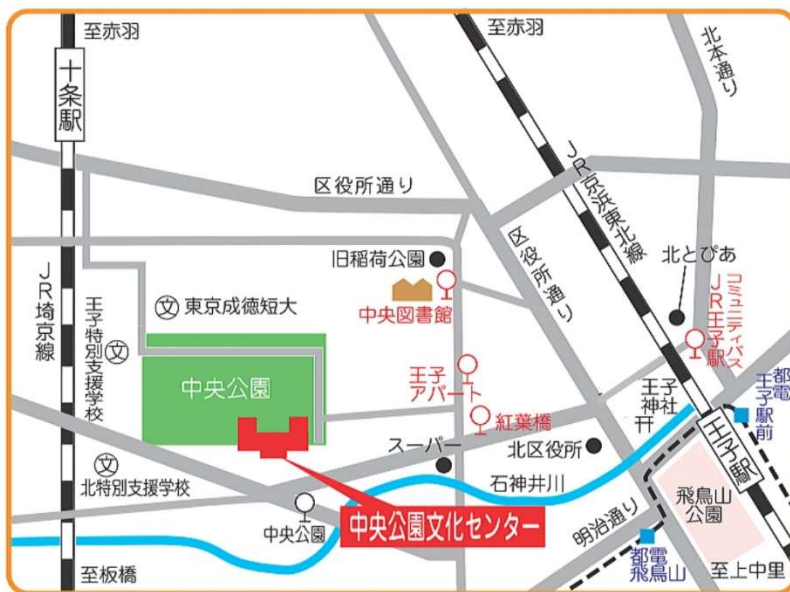 至赤羽
至赤羽
北本通り
十条駅
JR京浜東北線
区役所通り
区役所通り
旧稲荷公園
北とぴあ
中央図書館
コミュニティバス
JR王子駅
JR埼京線
東京成徳短大
文
王子特別支援学校
文
中央公園
王子
アパート
紅葉橋
王子
神社
都電
王子駅前
王子駅
スーパー
北区役所
文
北特別支援学校
石神井川
飛鳥山
公園
中央公園
中央公園文化センター
明治通り
都電
飛鳥山
至板橋
至上中里